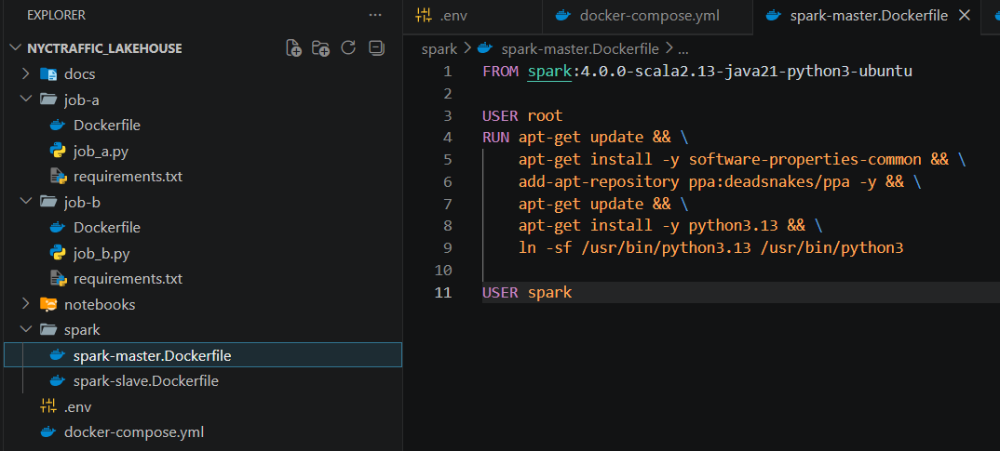 EXPLORER
...
NYCTRAFFIC_LAKEHOUSE
docs
job-a
Dockerfile
job_a.py
requirements.txt
job-b
Dockerfile
job_b.py
requirements.txt
notebooks
spark
spark-master.Dockerfile
spark-slave.Dockerfile
.env
docker-compose.yml
.env
docker-compose.yml
spark-master.Dockerfile
spark > spark-master.Dockerfile > ...
1 FROM spark:4.0.0-scala2.13-java21-python3-ubuntu
2
3 USER root
4 RUN apt-get update && \
5 apt-get install -y software-properties-common && \
6 add-apt-repository ppa:deadsnakes/ppa -y && \
7 apt-get update && \
8 apt-get install -y python3.13 && \
9 ln -sf /usr/bin/python3.13 /usr/bin/python3
10
11 USER spark